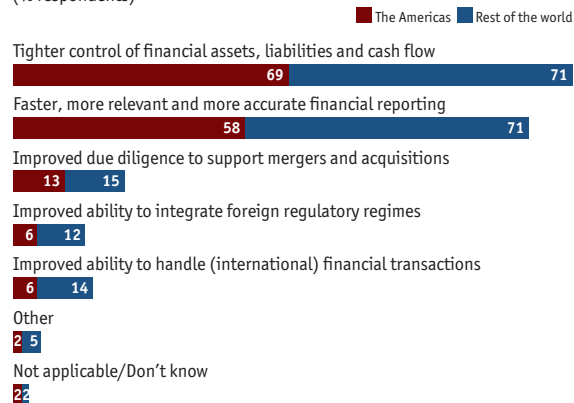 (% respondents)
The Americas Rest of the world
Tighter control of financial assets, liabilities and cash flow
69 71
Faster, more relevant and more accurate financial reporting
58 71
Improved due diligence to support mergers and acquisitions
13 15
Improved ability to integrate foreign regulatory regimes
6 12
Improved ability to handle (international) financial transactions
6 14
Other
2 5
Not applicable/Don’t know
2 2